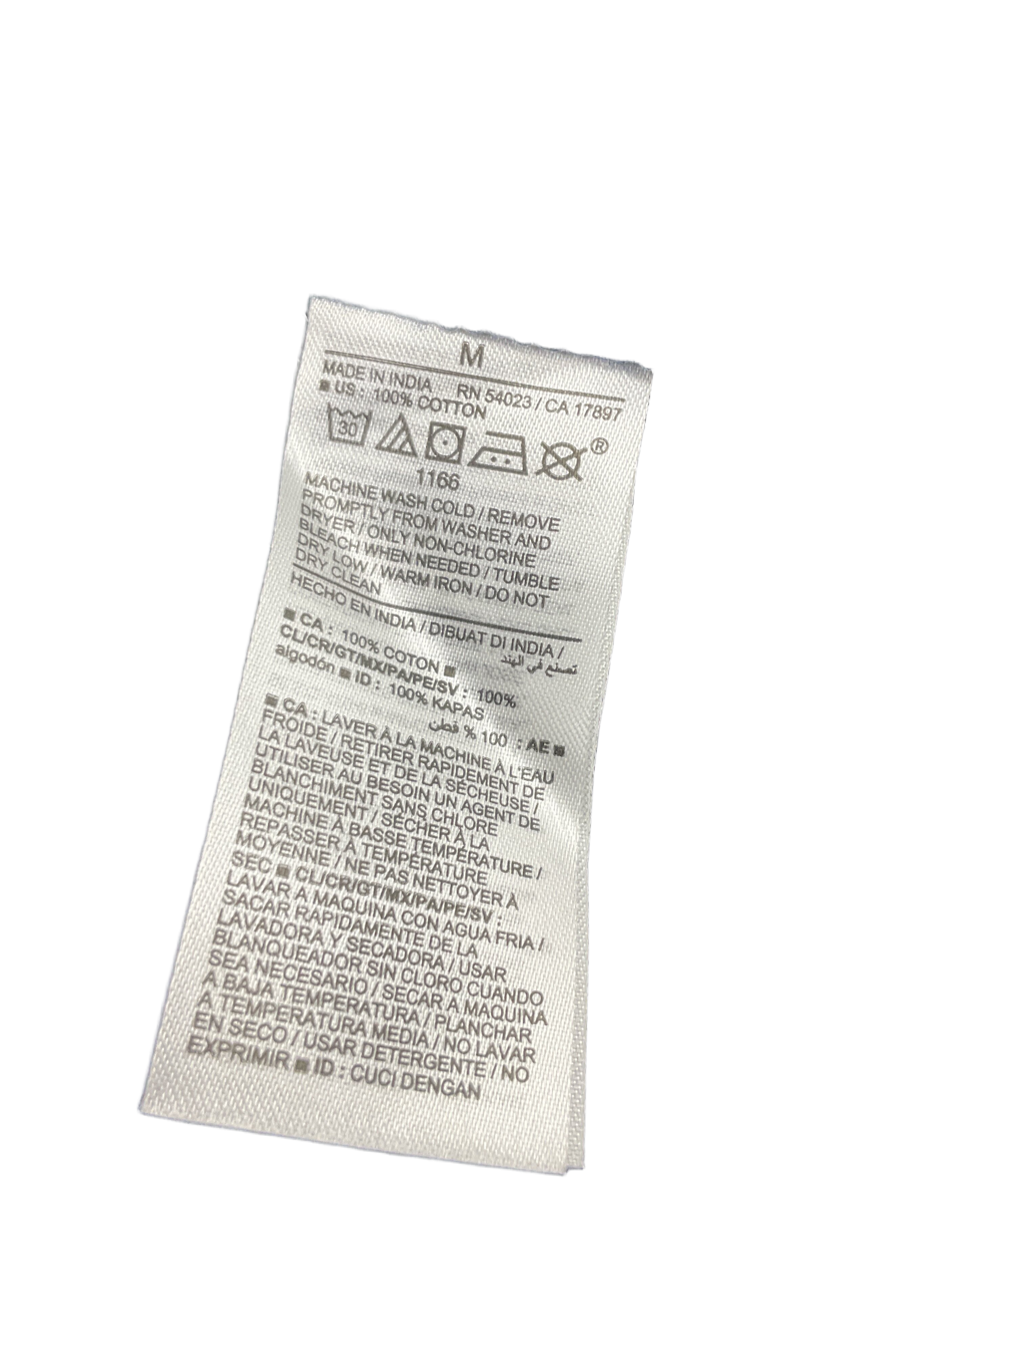 M
MADE IN INDIA RN 54023 / CA 17897
■ US : 100% COTTON
30
®
1166
MACHINE WASH COLD / REMOVE
PROMPTLY FROM WASHER AND
DRYER / ONLY NON-CHLORINE
BLEACH WHEN NEEDED / TUMBLE
DRY LOW / WARM IRON / DO NOT
DRY CLEAN
HECHO EN INDIA / DIBUAT DI INDIA /
تصنع في الهند
■ CA : 100% COTON ■
CL/CR/GT/MX/PA/PE/SV : 100%
algodón ■ ID : 100% KAPAS
■ AE : 100 % قطن
■ CA : LAVER À LA MACHINE À L'EAU
FROIDE / RETIRER RAPIDEMENT DE
LA LAVEUSE ET DE LA SÉCHEUSE /
UTILISER AU BESOIN UN AGENT DE
BLANCHIMENT SANS CHLORE
UNIQUEMENT / SÉCHER À LA
MACHINE À BASSE TEMPÉRATURE /
REPASSER À TEMPÉRATURE
MOYENNE / NE PAS NETTOYER À
SEC ■ CL/CR/GT/MX/PA/PE/SV :
LAVAR A MAQUINA CON AGUA FRIA /
SACAR RAPIDAMENTE DE LA
LAVADORA Y SECADORA / USAR
BLANQUEADOR SIN CLORO CUANDO
SEA NECESARIO / SECAR A MAQUINA
A BAJA TEMPERATURA / PLANCHAR
A TEMPERATURA MEDIA / NO LAVAR
EN SECO / USAR DETERGENTE / NO
EXPRIMIR ■ ID : CUCI DENGAN